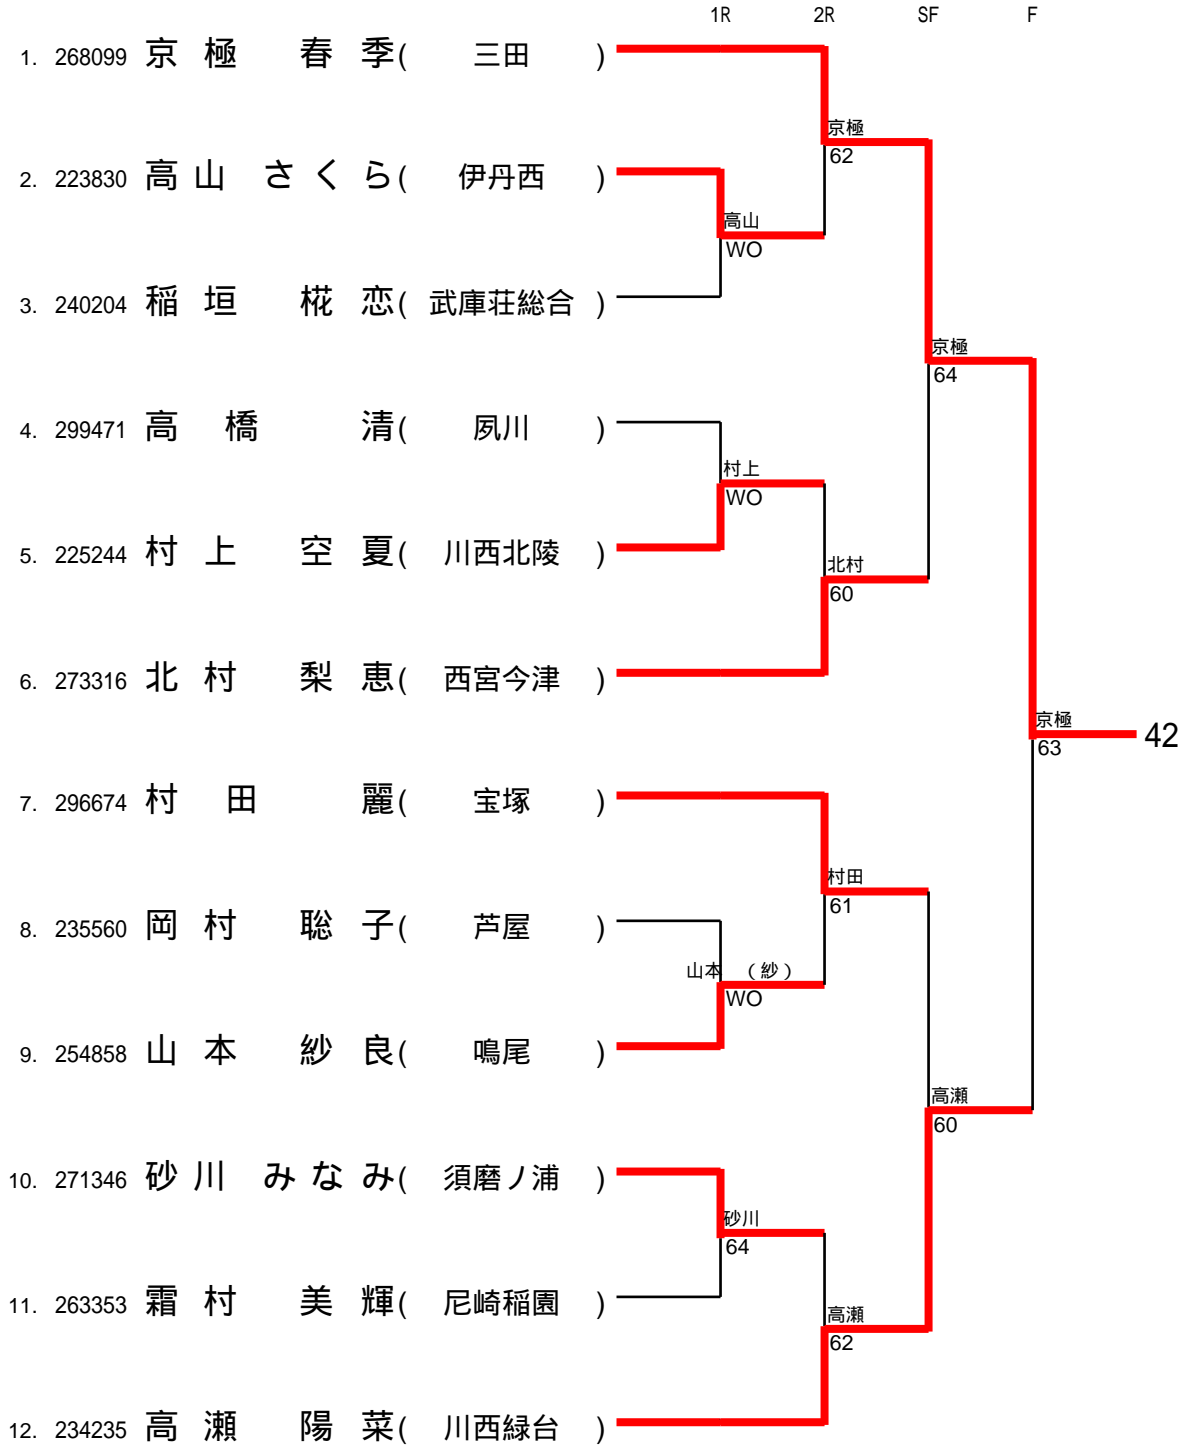 1R 2R SF F
1. 268099 京極 春季( 三田 )
京極
62
2. 223830 高山 さくら( 伊丹西 )
高山
WO
3. 240204 稲垣 椛恋( 武庫荘総合 )
京極
64
4. 299471 高橋 清( 夙川 )
村上
WO
5. 225244 村上 空夏( 川西北陵 )
北村
60
6. 273316 北村 梨恵( 西宮今津 )
京極
63
42
7. 296674 村田 麗( 宝塚 )
村田
61
8. 235560 岡村 聡子( 芦屋 )
山本 (紗)
WO
9. 254858 山本 紗良( 鳴尾 )
高瀬
60
10. 271346 砂川 みなみ( 須磨ノ浦 )
砂川
64
11. 263353 霜村 美輝( 尼崎稲園 )
高瀬
62
12. 234235 高瀬 陽菜( 川西緑台 )